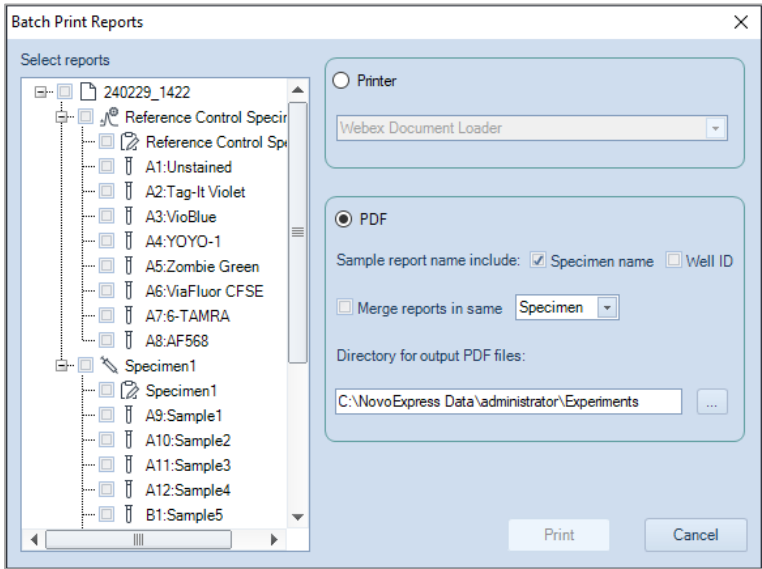 Batch Print Reports
Select reports
240229_1422
Reference Control Specir
Reference Control Spe
A1:Unstained
A2:Tag-It Violet
A3:VioBlue
A4:YOYO-1
A5:Zombie Green
A6:ViaFluor CFSE
A7:6-TAMRA
A8:AF568
Specimen1
Specimen1
A9:Sample1
A10:Sample2
A11:Sample3
A12:Sample4
B1:Sample5
Printer
Webex Document Loader
PDF
Sample report name include: Specimen name Well ID
Merge reports in same Specimen
Directory for output PDF files:
C:\NovoExpress Data\administrator\Experiments
...
Print Cancel